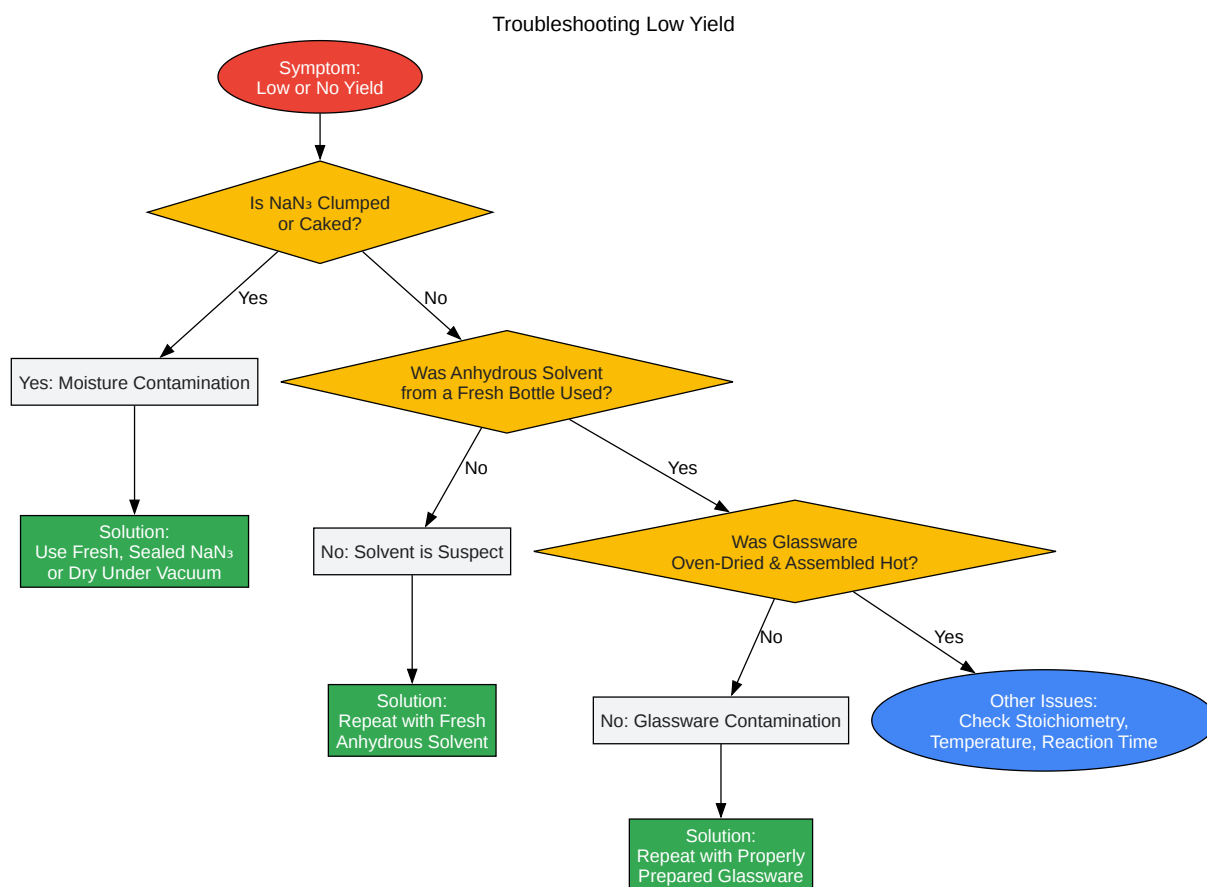 Troubleshooting Low Yield
Symptom:
Low or No Yield
Is NaN₃ Clumped
or Caked?
Yes
No
Yes: Moisture Contamination
Was Anhydrous Solvent
from a Fresh Bottle Used?
No
Yes
Solution:
Use Fresh, Sealed NaN₃
or Dry Under Vacuum
No: Solvent is Suspect
Was Glassware
Oven-Dried & Assembled Hot?
No
Yes
Solution:
Repeat with Fresh
Anhydrous Solvent
No: Glassware Contamination
Other Issues:
Check Stoichiometry,
Temperature, Reaction Time
Solution:
Repeat with Properly
Prepared Glassware